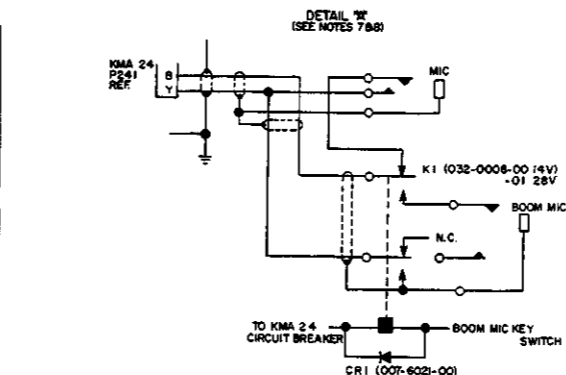 DETAIL "A"
(SEE NOTES 7&8)
KMA 24
P241
REF.
8
Y
MIC
K1 (032-0006-00 14V)
-01 28V
BOOM MIC
N.C.
TO KMA 24
CIRCUIT BREAKER
BOOM MIC KEY
SWITCH
CR1 (007-6021-00)